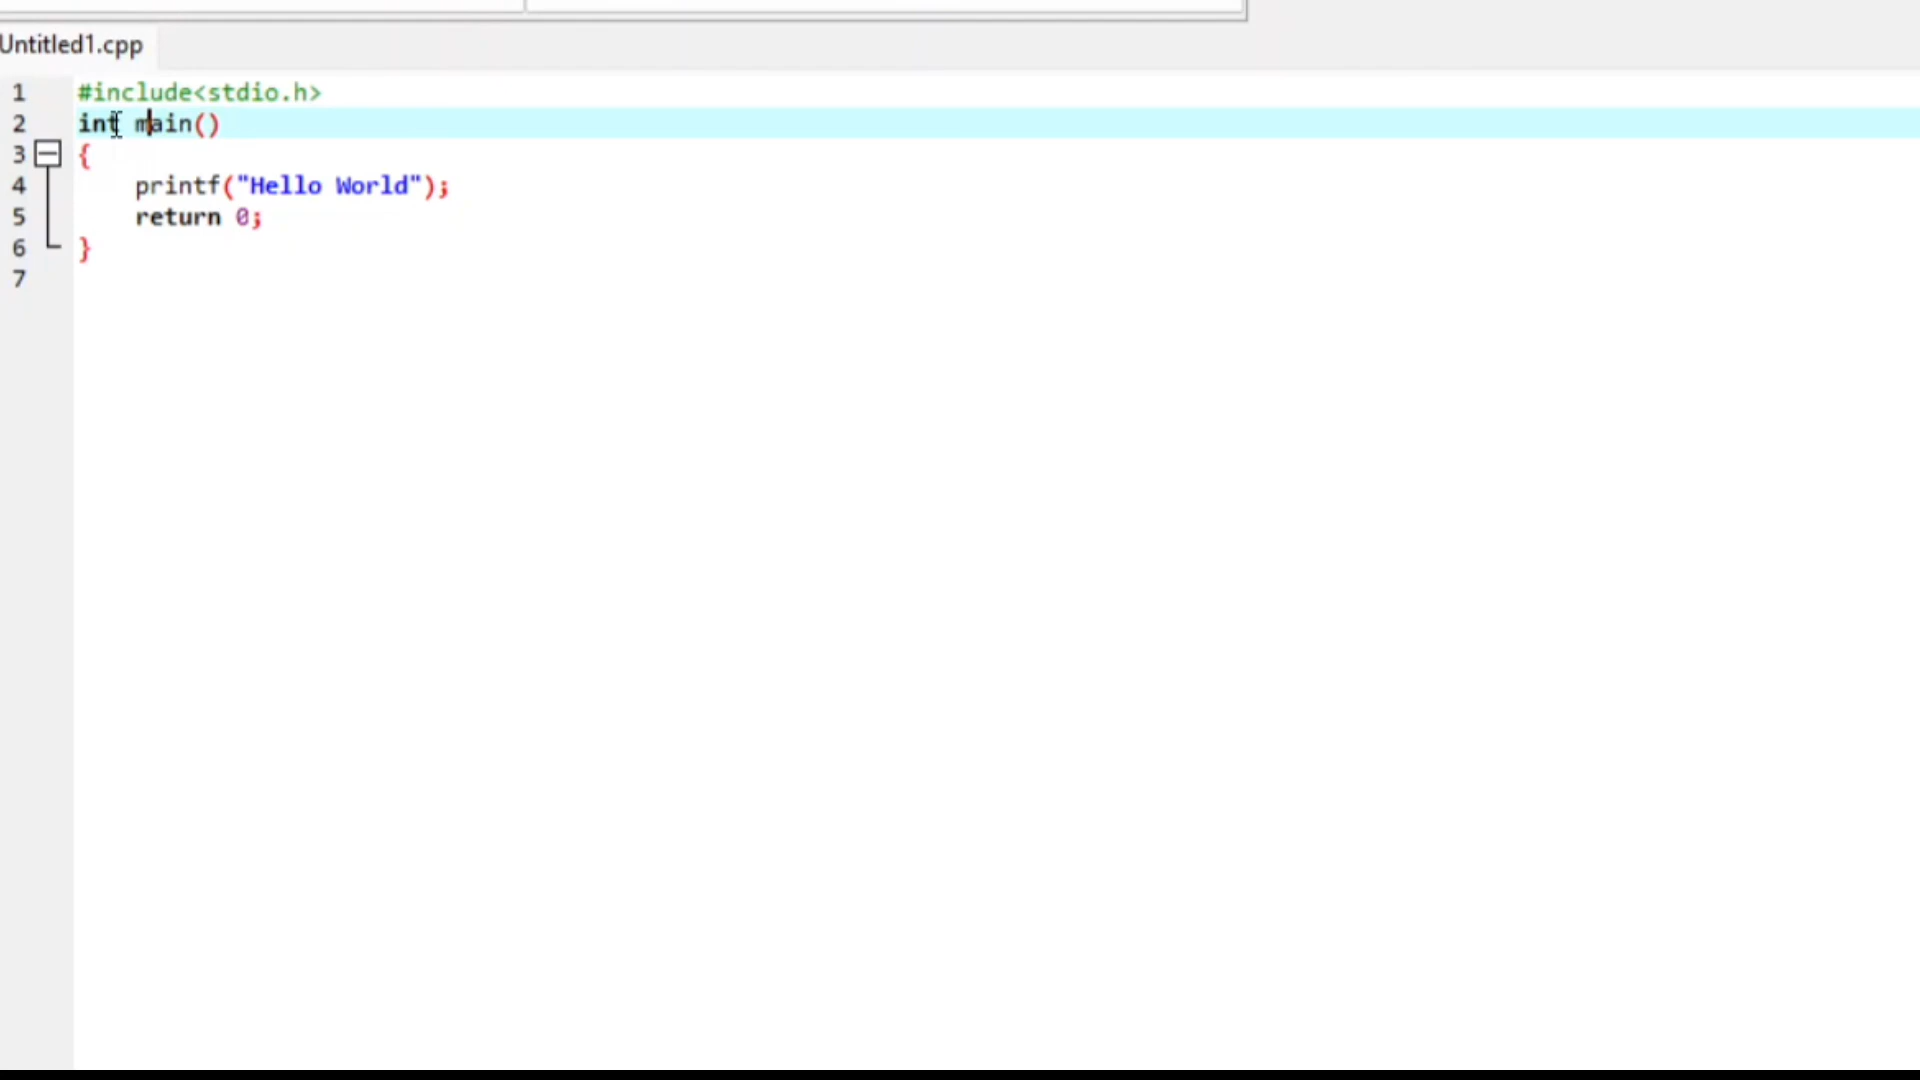 Untitled1.cpp
1 #include<stdio.h>
2 int main()
3 {
4     printf("Hello World");
5     return 0;
6 }
7